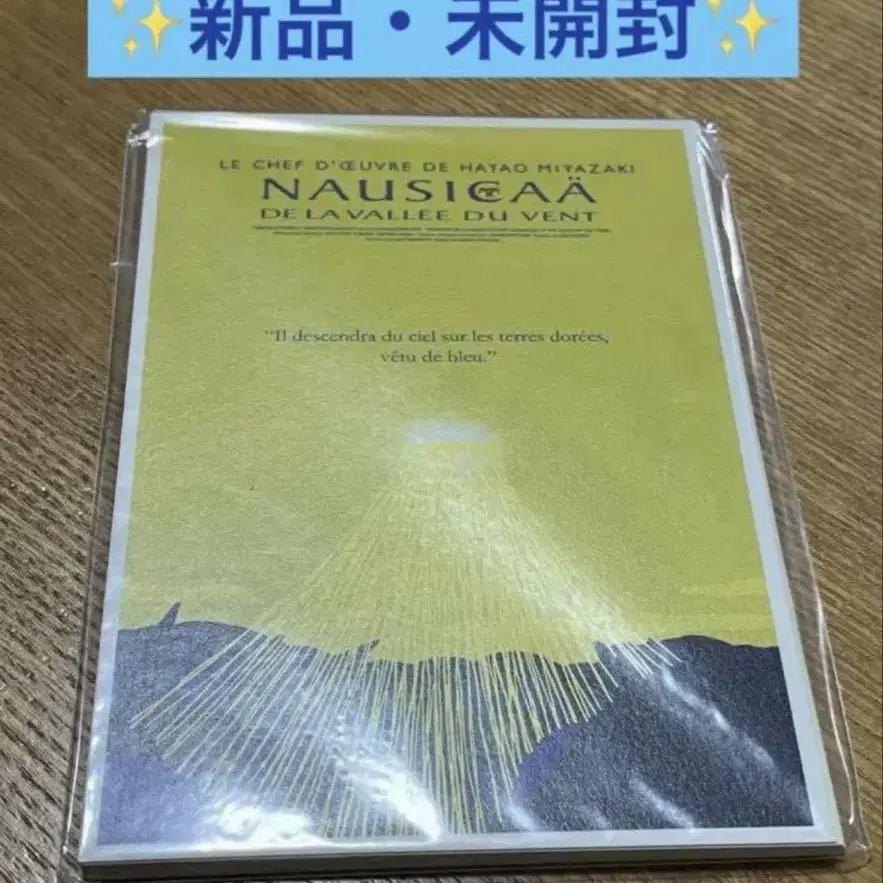 ✨新品・未開封✨
LE CHEF D'ŒUVRE DE HAYAO MIYAZAKI
NAUSICAÄ
DE LA VALLÉE DU VENT
“Il descendra du ciel sur les terres dorées,
vêtu de bleu.”